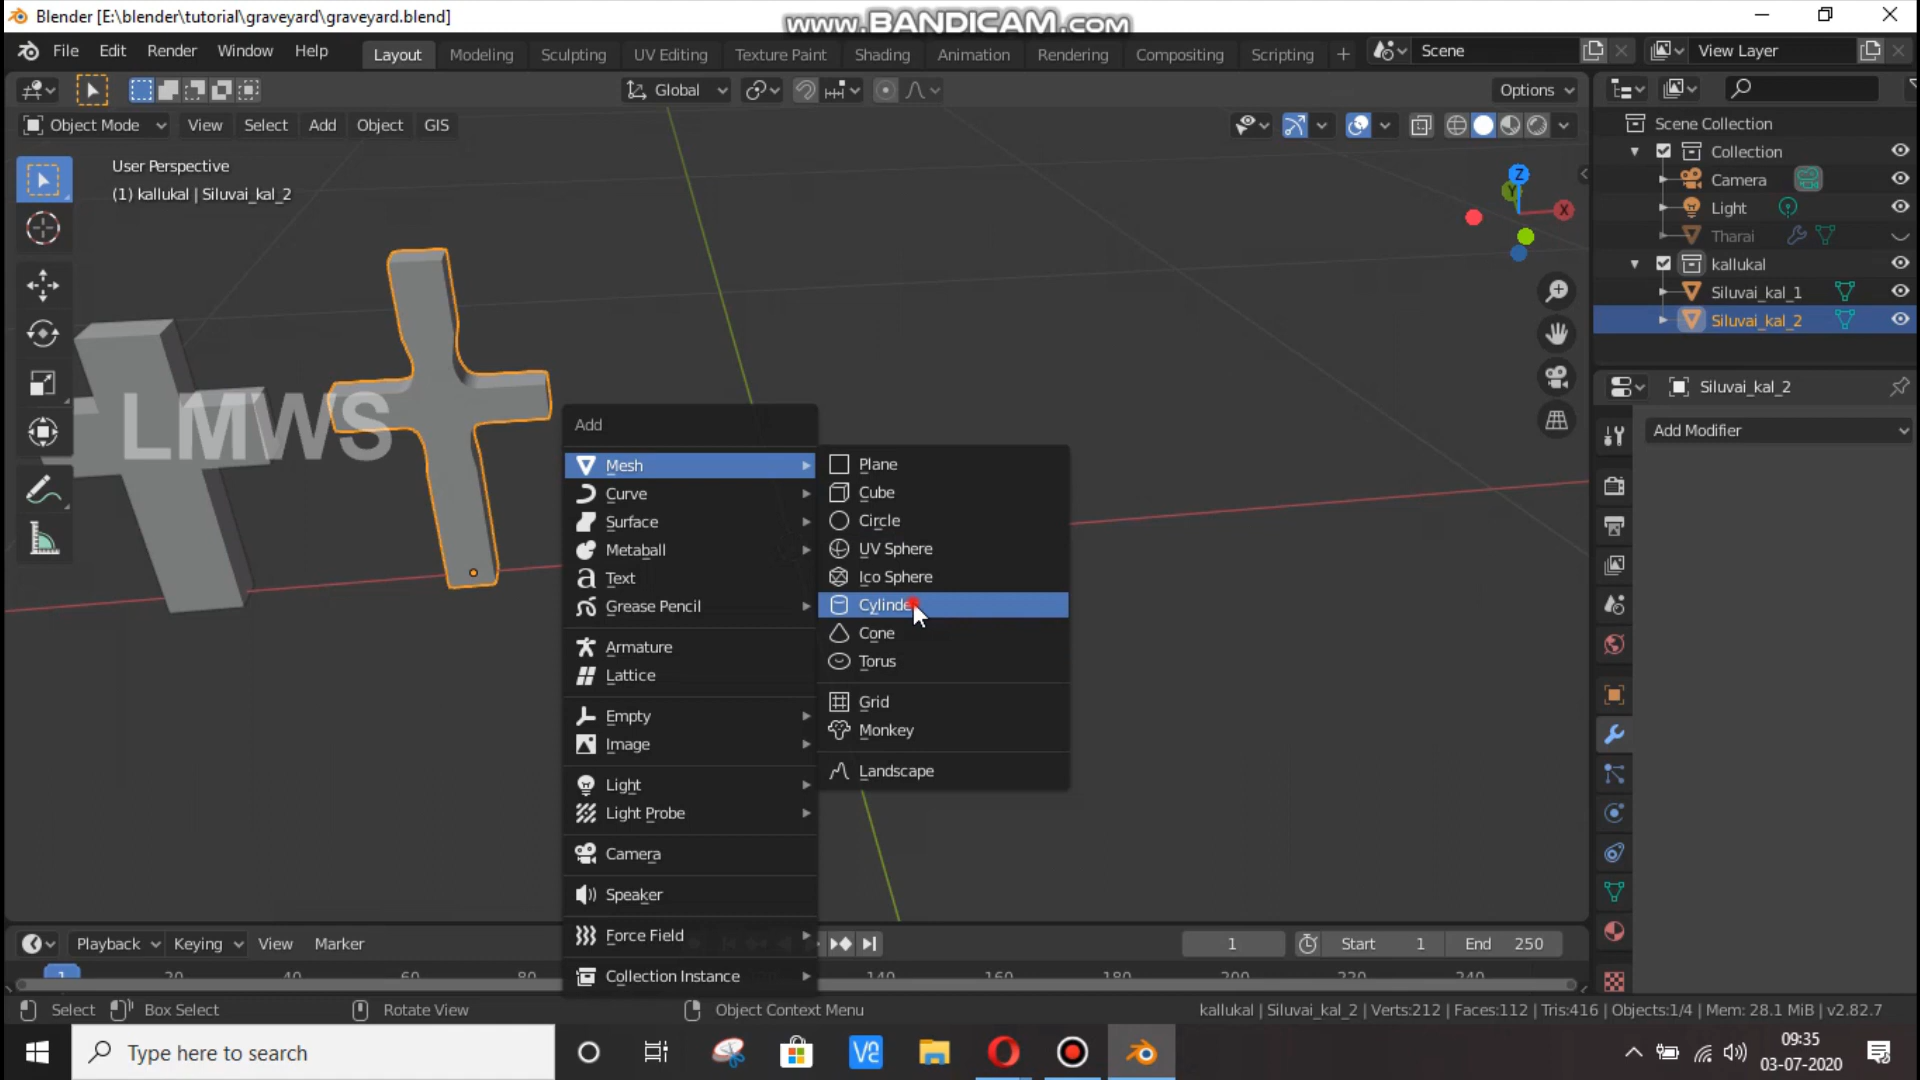 Blender [E:\blender\tutorial\graveyard\graveyard.blend]
www.BANDICAM.com
File Edit Render Window Help
Layout Modeling Sculpting UV Editing Texture Paint Shading Animation Rendering Compositing Scripting +
Scene
View Layer
Global
Options
Object Mode View Select Add Object GIS
User Perspective
(1) kallukal | Siluvai_kal_2
Z
Y
X
LMWS
Add
Mesh
Curve
Surface
Metaball
Text
Grease Pencil
Armature
Lattice
Empty
Image
Light
Light Probe
Camera
Speaker
Force Field
Collection Instance
Plane
Cube
Circle
UV Sphere
Ico Sphere
Cylinde
Cone
Torus
Grid
Monkey
Landscape
Scene Collection
Collection
Camera
Light
Tharai
kallukal
Siluvai_kal_1
Siluvai_kal_2
Siluvai_kal_2
Add Modifier
Playback Keying View Marker
1
Start 1
End 250
1 20 40 60 80 140 160 180 200 220 240
Select Box Select Rotate View Object Context Menu
kallukal | Siluvai_kal_2 | Verts:212 | Faces:112 | Tris:416 | Objects:1/4 | Mem: 28.1 MiB | v2.82.7
Type here to search
09:35
03-07-2020